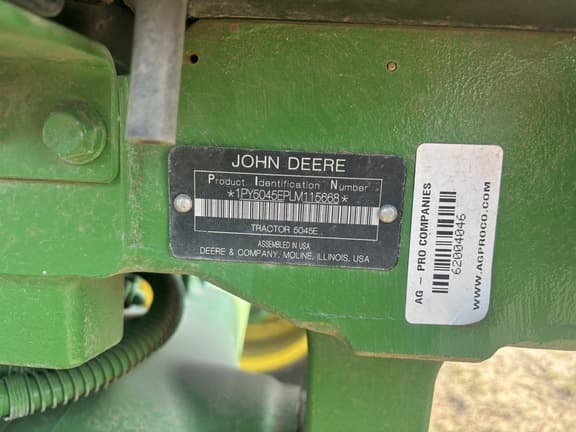 JOHN DEERE
Product Identification Number
*1PY5045EPLM115668*
TRACTOR 5045E
ASSEMBLED IN USA
DEERE & COMPANY, MOLINE, ILLINOIS, USA
AG - PRO COMPANIES
62004046
WWW.AGPROCO.COM